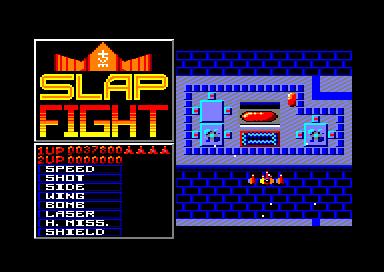 SLAP
FIGHT
1UP 0037800
2UP 0000000
SPEED
SHOT
SIDE
WING
BOMB
LASER
H. MISS.
SHIELD